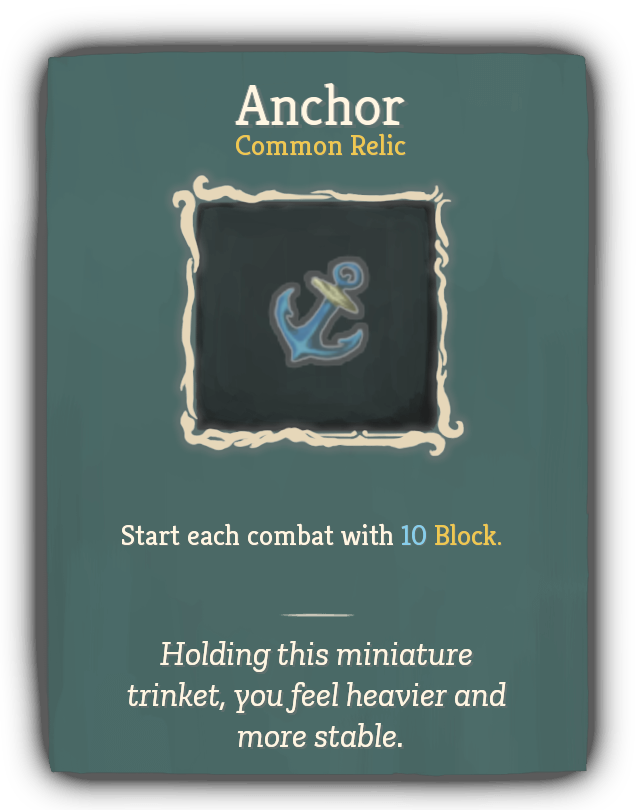 Anchor
Common Relic
Start each combat with 10 Block.
Holding this miniature
trinket, you feel heavier and
more stable.